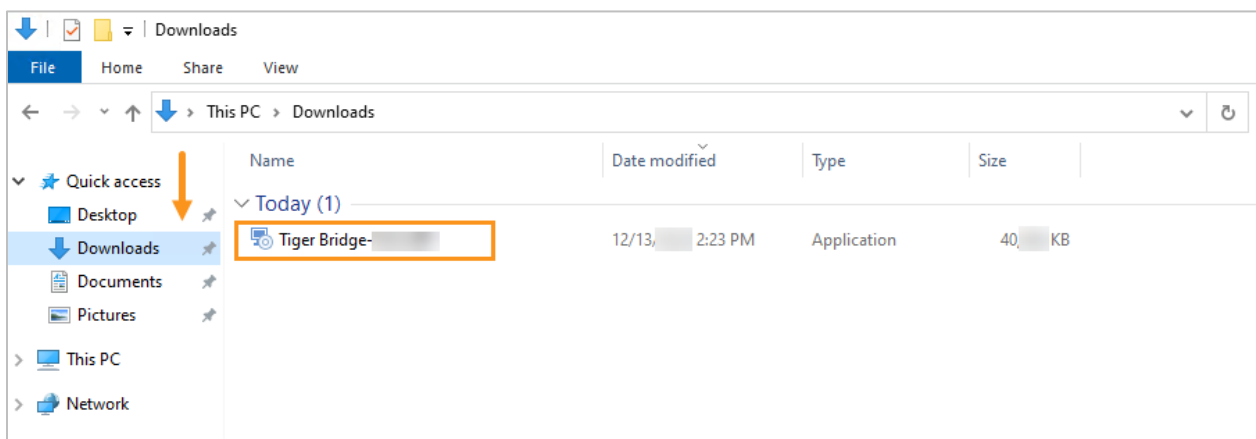 Downloads
File Home Share View
This PC > Downloads
Name Date modified Type Size
Quick access
Today (1)
Desktop
Tiger Bridge- 12/13/ 2:23 PM Application 40, KB
Downloads
Documents
Pictures
This PC
Network